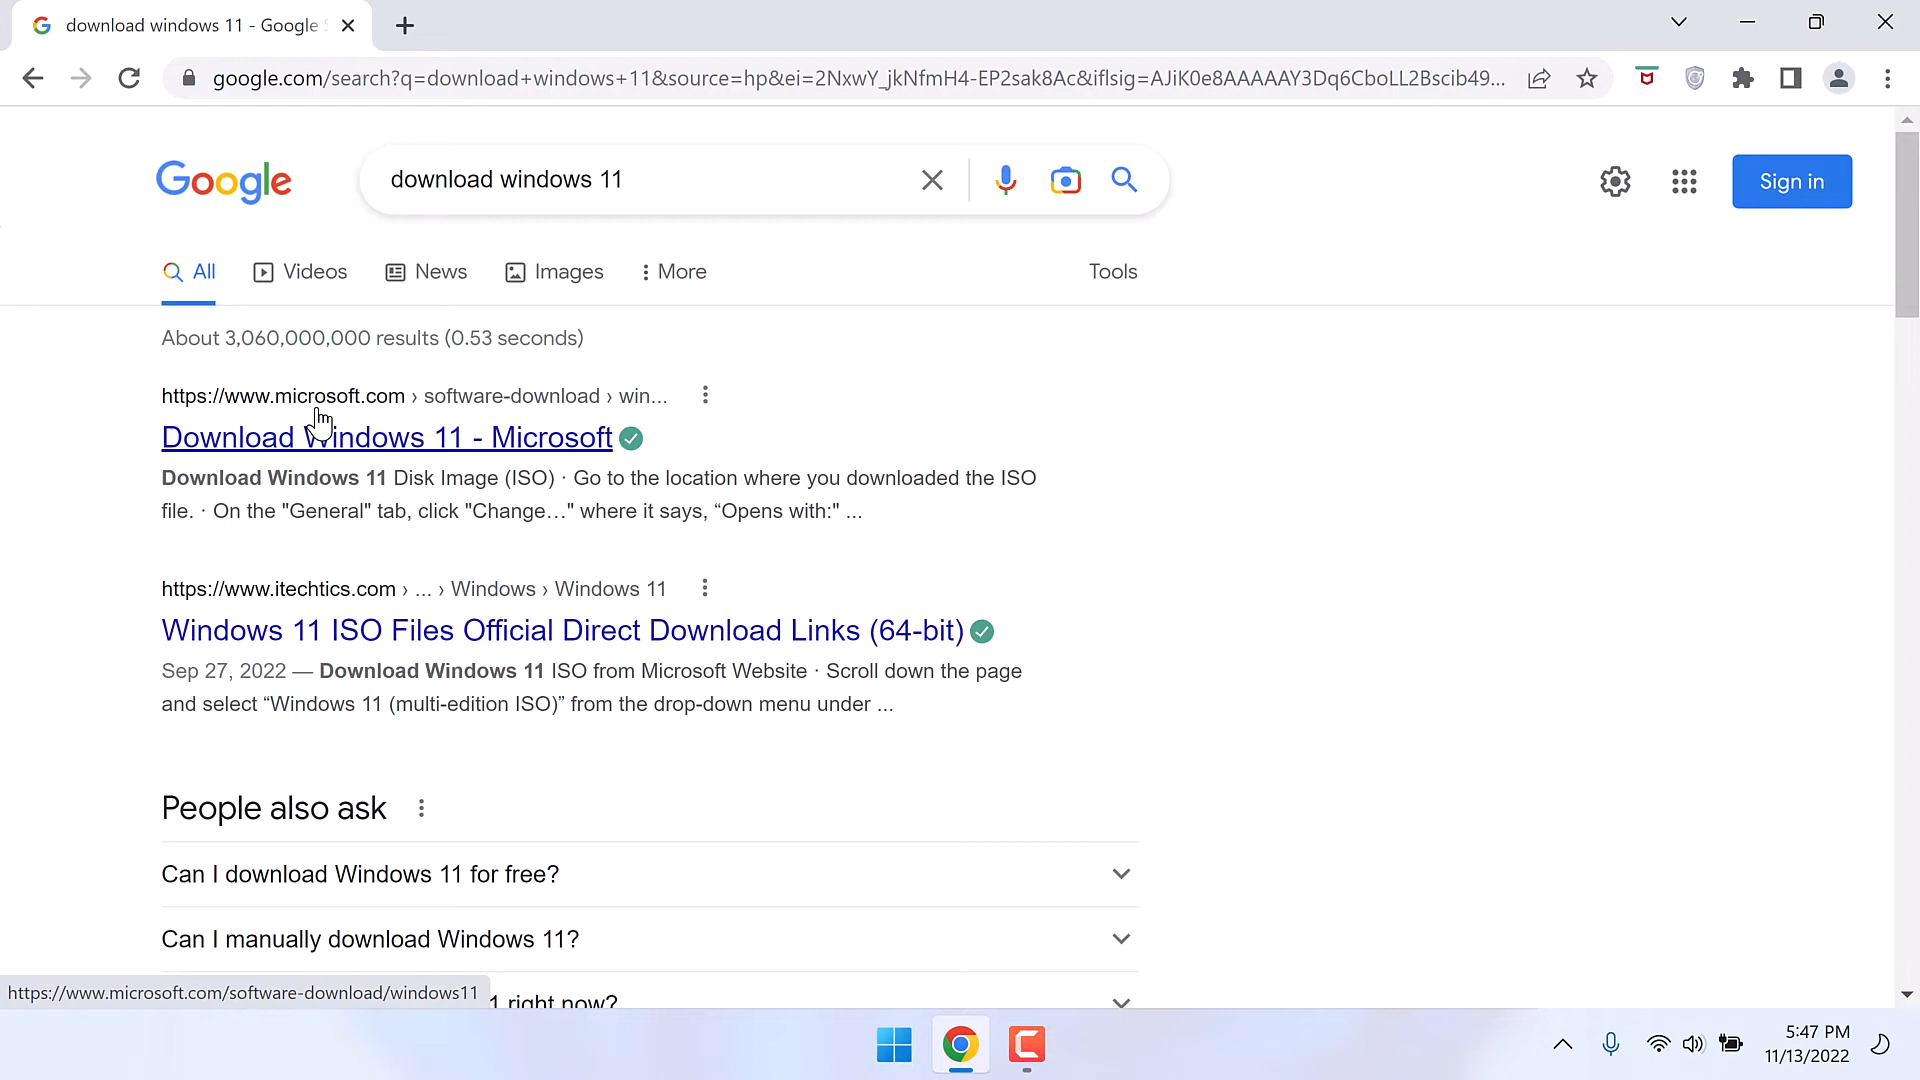 download windows 11 - Google
google.com/search?q=download+windows+11&source=hp&ei=2NxwY_jkNfmH4-EP2sak8Ac&iflsig=AJiK0e8AAAAAY3Dq6CboLL2Bscib49...
Google
download windows 11
Sign in
All
Videos
News
Images
More
Tools
About 3,060,000,000 results (0.53 seconds)
https://www.microsoft.com › software-download › win...
Download Windows 11 - Microsoft
Download Windows 11 Disk Image (ISO) · Go to the location where you downloaded the ISO
file. · On the "General" tab, click "Change…" where it says, “Opens with:" ...
https://www.itechtics.com › ... › Windows › Windows 11
Windows 11 ISO Files Official Direct Download Links (64-bit)
Sep 27, 2022 — Download Windows 11 ISO from Microsoft Website · Scroll down the page
and select “Windows 11 (multi-edition ISO)” from the drop-down menu under ...
People also ask
Can I download Windows 11 for free?
Can I manually download Windows 11?
1 right now?
https://www.microsoft.com/software-download/windows11
5:47 PM
11/13/2022